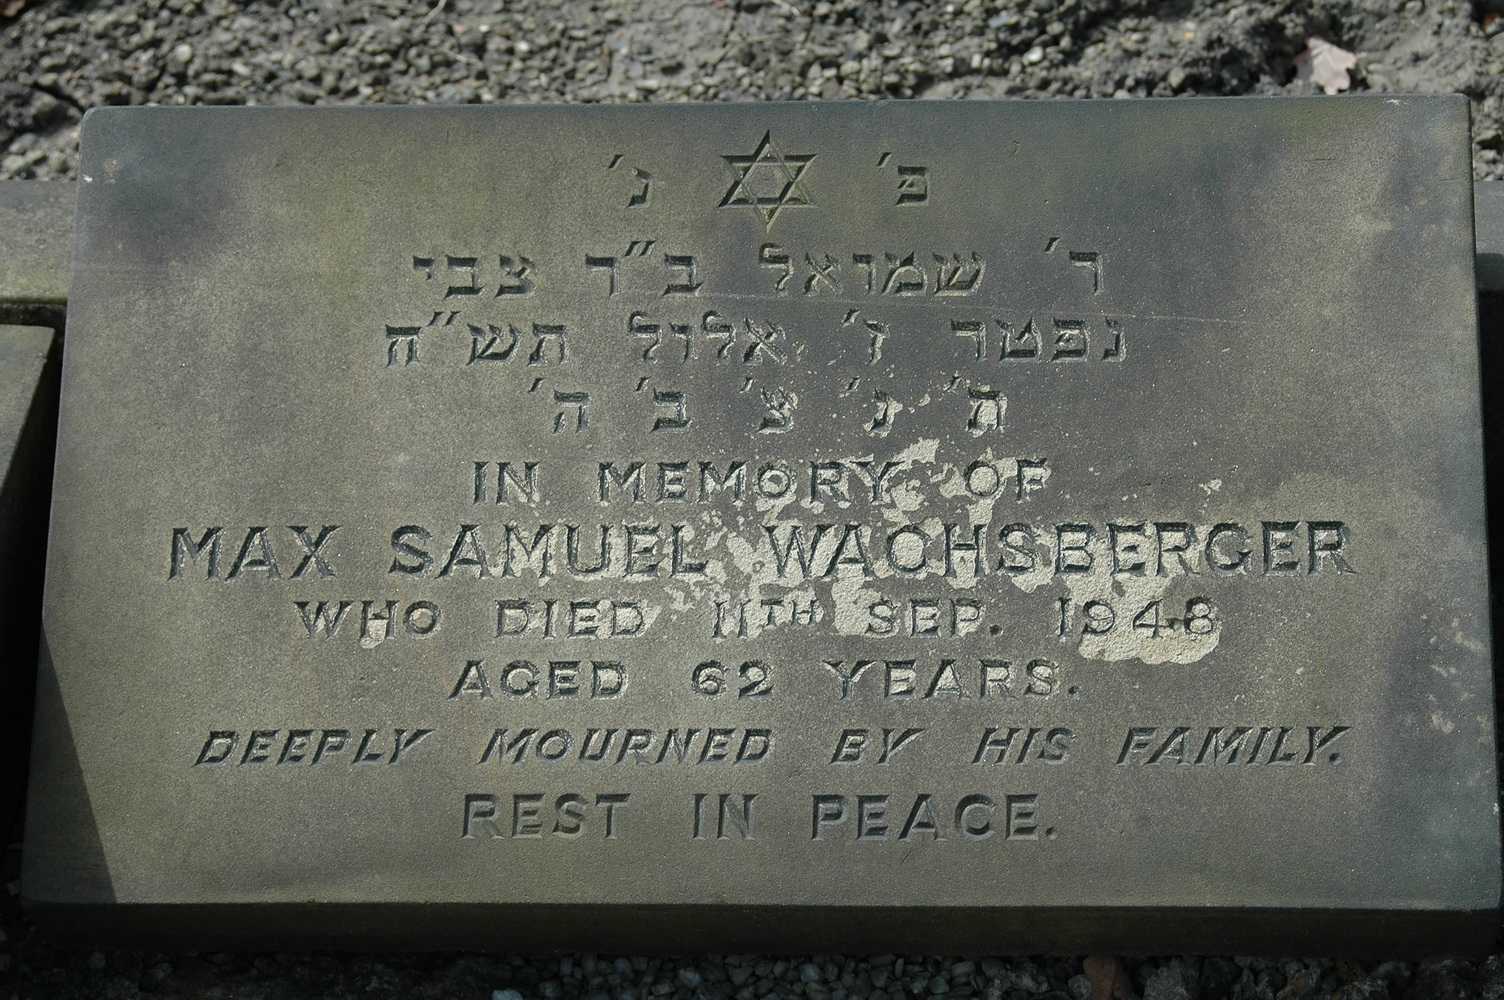 פ׳ נ׳
ר׳ שמואל ב״ר צבי
נפטר ז׳ אלול תש״ח
ת׳ נ׳ צ׳ ב׳ ה׳
IN MEMORY OF
MAX SAMUEL WACHSBERGER
WHO DIED 11TH SEP. 1948
AGED 62 YEARS.
DEEPLY MOURNED BY HIS FAMILY.
REST IN PEACE.